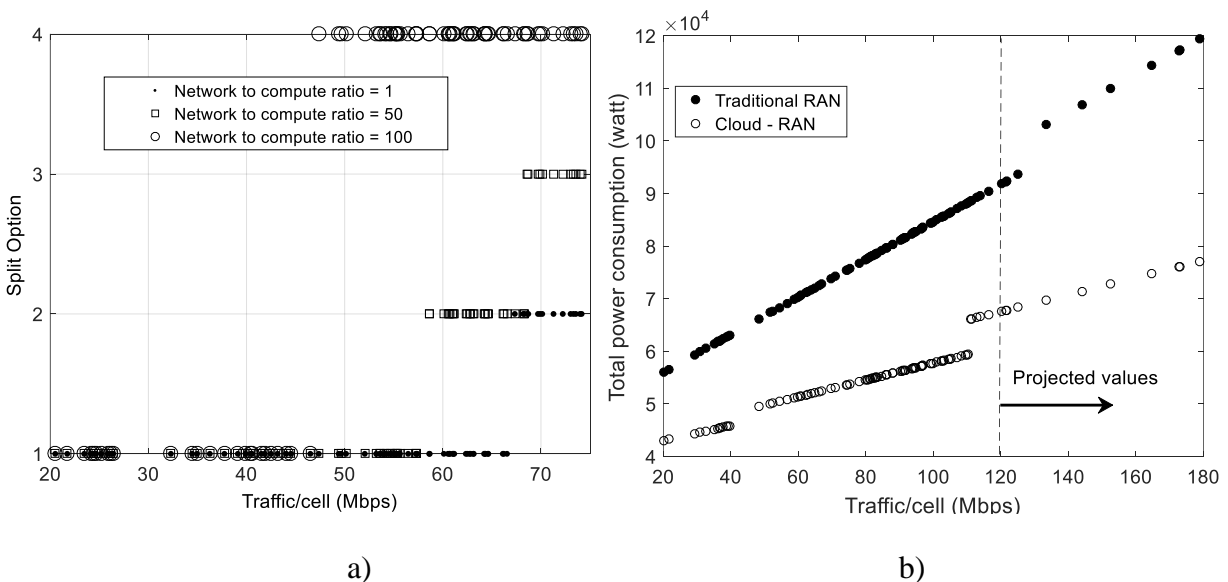 4
3
2
1
Split Option
Network to compute ratio = 1
Network to compute ratio = 50
Network to compute ratio = 100
20 30 40 50 60 70
Traffic/cell (Mbps)
a)
×10⁴
12
11
10
9
8
7
6
5
4
Total power consumption (watt)
Traditional RAN
Cloud - RAN
Projected values
20 40 60 80 100 120 140 160 180
Traffic/cell (Mbps)
b)